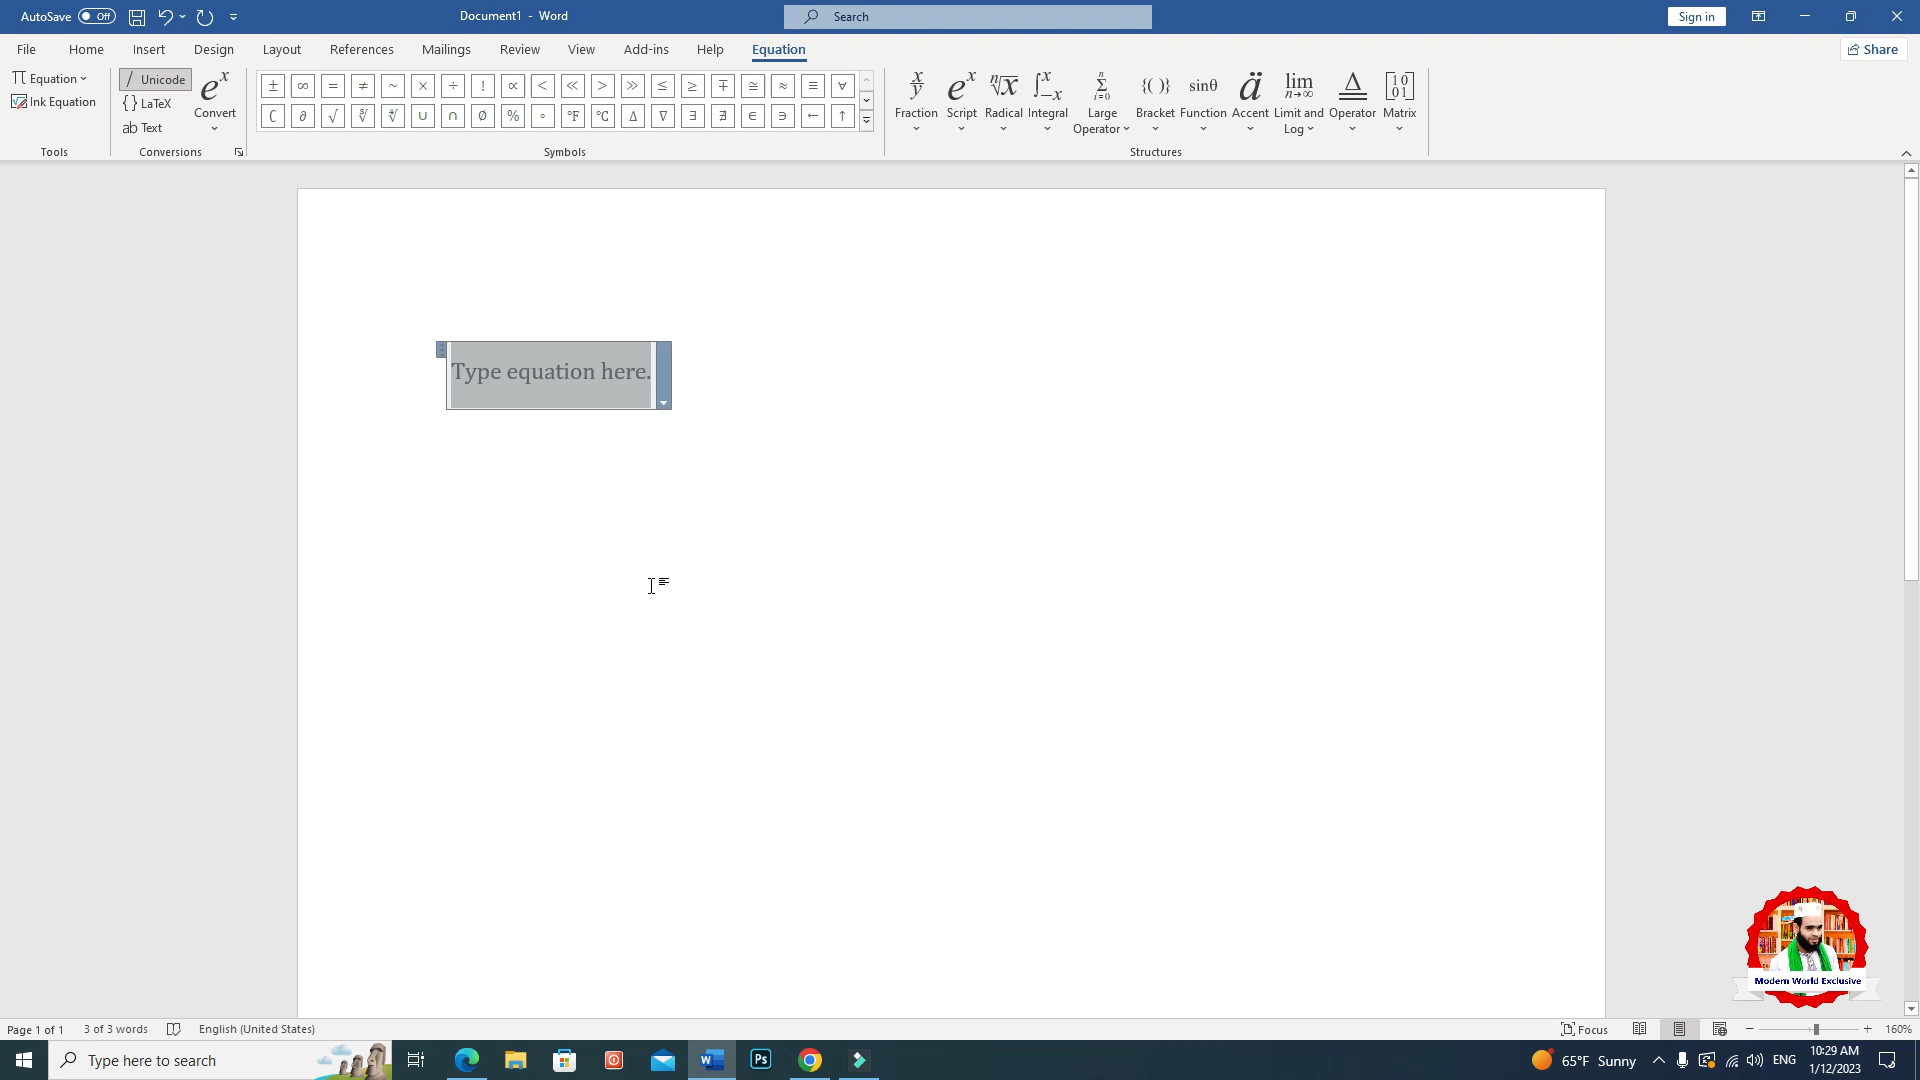 AutoSave Off Document1 - Word Search Sign in
File Home Insert Design Layout References Mailings Review View Add-ins Help Equation Share
Equation
Ink Equation
Tools
Unicode
LaTeX
ab Text
Convert
Conversions
± ∞ = ≠ ~ × ÷ ! ∝ < ≪ > ≫ ≤ ≥ ∓ ≅ ≈ ≡ ∀
∁ ∂ √ ∛ ∜ ∪ ∩ ∅ % ° °F °C ∆ ∇ ∃ ∄ ∈ ∋ ← ↑
Symbols
Fraction Script Radical Integral Large Operator Bracket Function Accent Limit and Log Operator Matrix
Structures
Type equation here.
Modern World Exclusive
Page 1 of 1 3 of 3 words English (United States) Focus 160%
Type here to search
65°F Sunny ENG
10:29 AM
1/12/2023